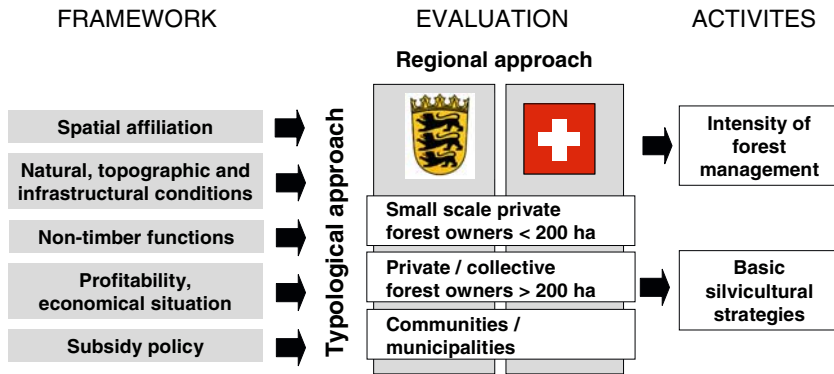 FRAMEWORK
EVALUATION
ACTIVITES
Regional approach
Typological approach
Spatial affiliation
Natural, topographic and
infrastructural conditions
Non-timber functions
Profitability,
economical situation
Subsidy policy
Small scale private
forest owners < 200 ha
Private / collective
forest owners > 200 ha
Communities /
municipalities
Intensity of
forest
management
Basic
silvicultural
strategies